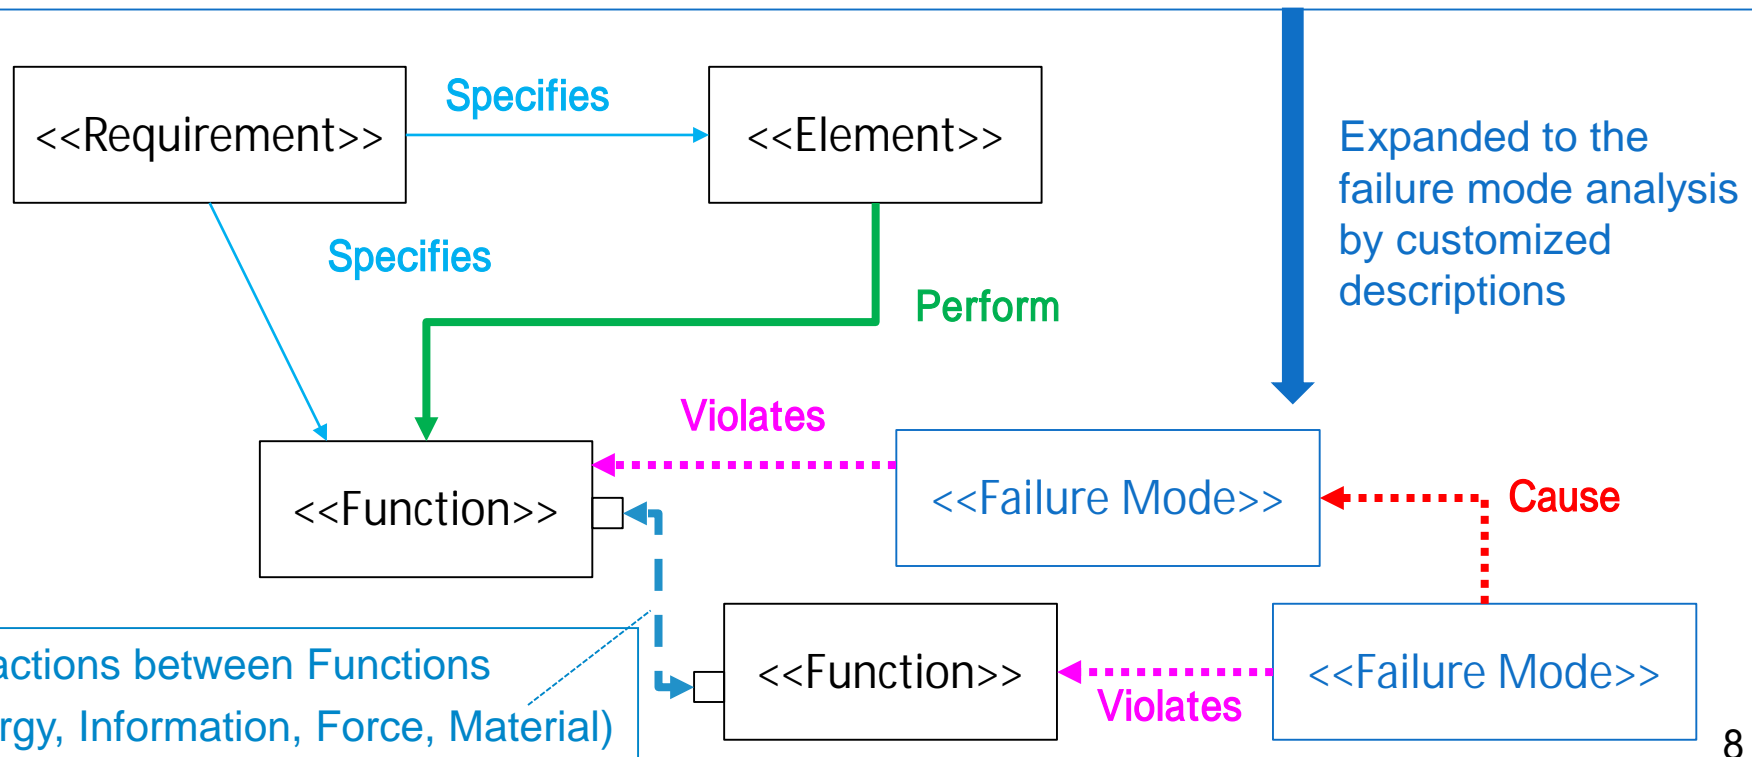 Specifies
<<Requirement>>
<<Element>>
Expanded to the
failure mode analysis
by customized
descriptions
Specifies
Perform
Violates
<<Function>>
<<Failure Mode>>
Cause
actions between Functions
rgy, Information, Force, Material)
<<Function>>
Violates
<<Failure Mode>>
8